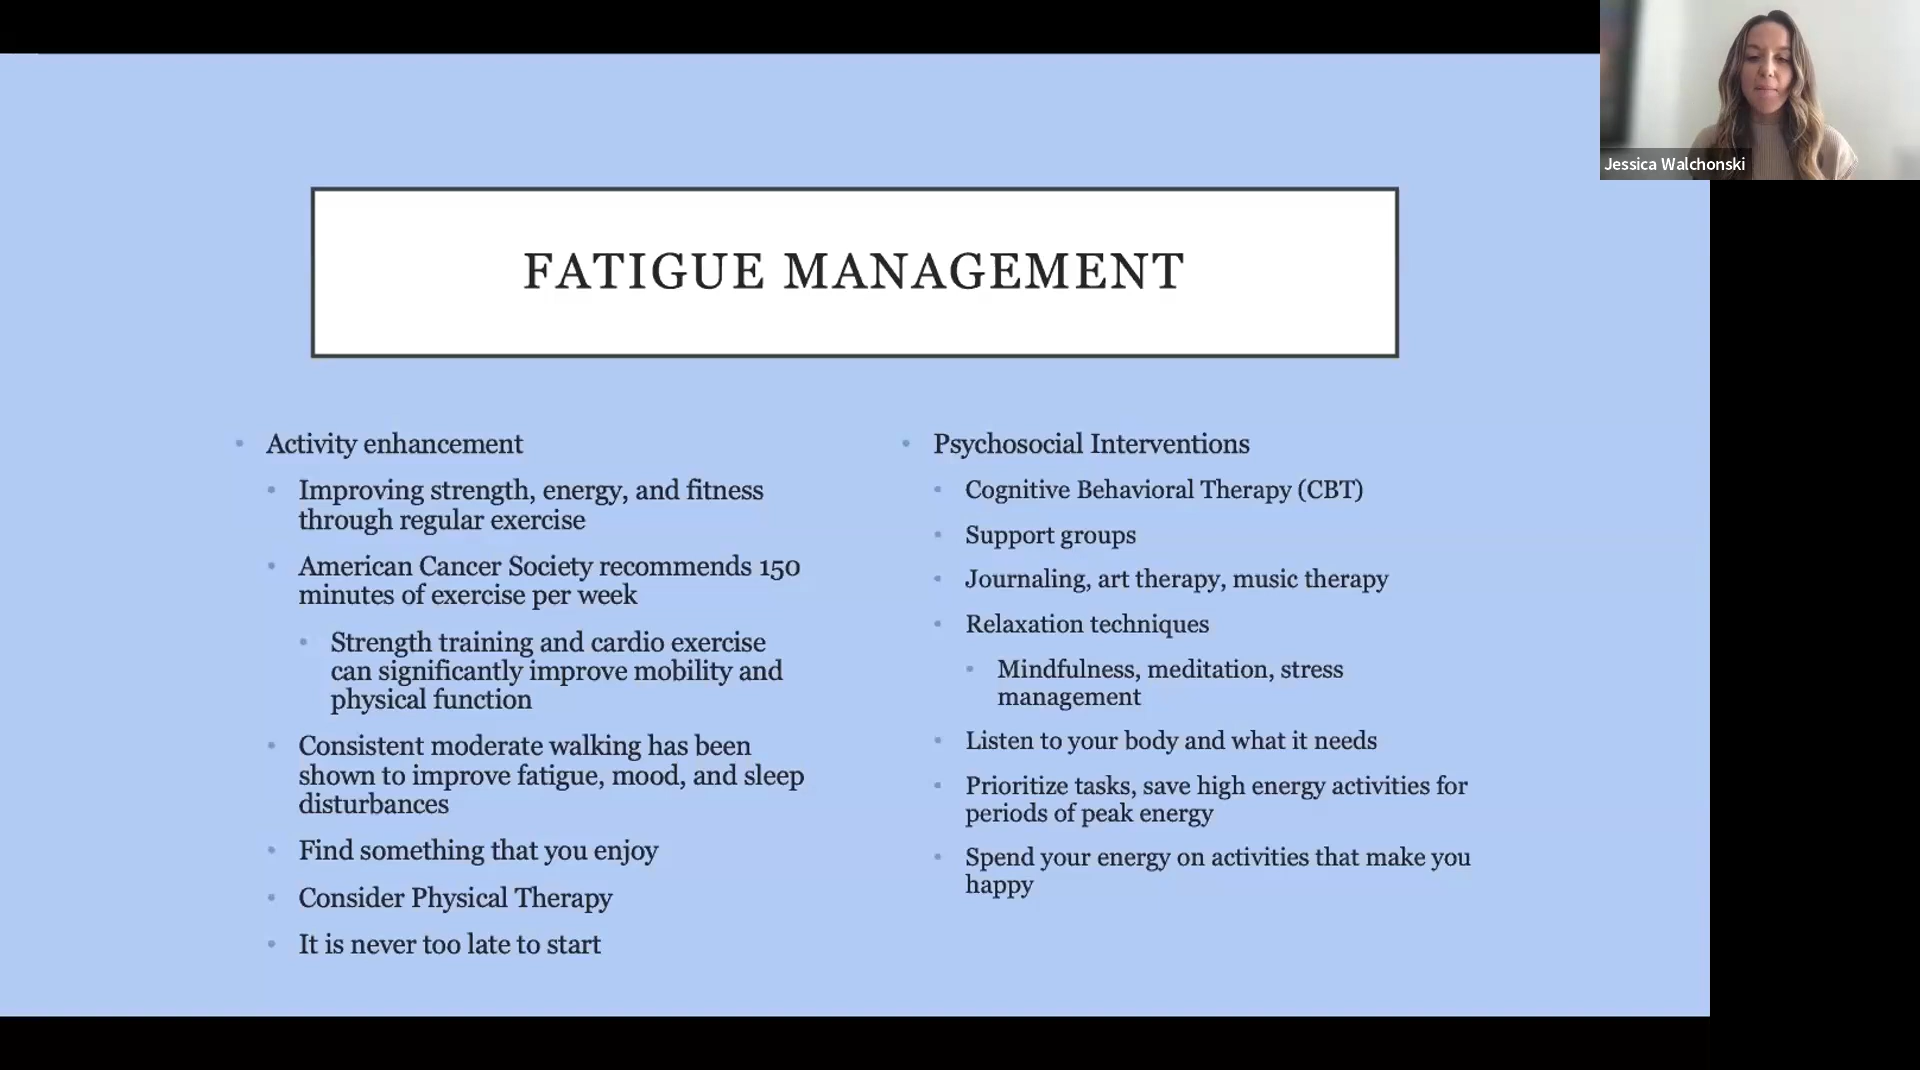 Jessica Walchonski
FATIGUE MANAGEMENT
Activity enhancement
Improving strength, energy, and fitness
through regular exercise
American Cancer Society recommends 150
minutes of exercise per week
Strength training and cardio exercise
can significantly improve mobility and
physical function
Consistent moderate walking has been
shown to improve fatigue, mood, and sleep
disturbances
Find something that you enjoy
Consider Physical Therapy
It is never too late to start
Psychosocial Interventions
Cognitive Behavioral Therapy (CBT)
Support groups
Journaling, art therapy, music therapy
Relaxation techniques
Mindfulness, meditation, stress
management
Listen to your body and what it needs
Prioritize tasks, save high energy activities for
periods of peak energy
Spend your energy on activities that make you
happy